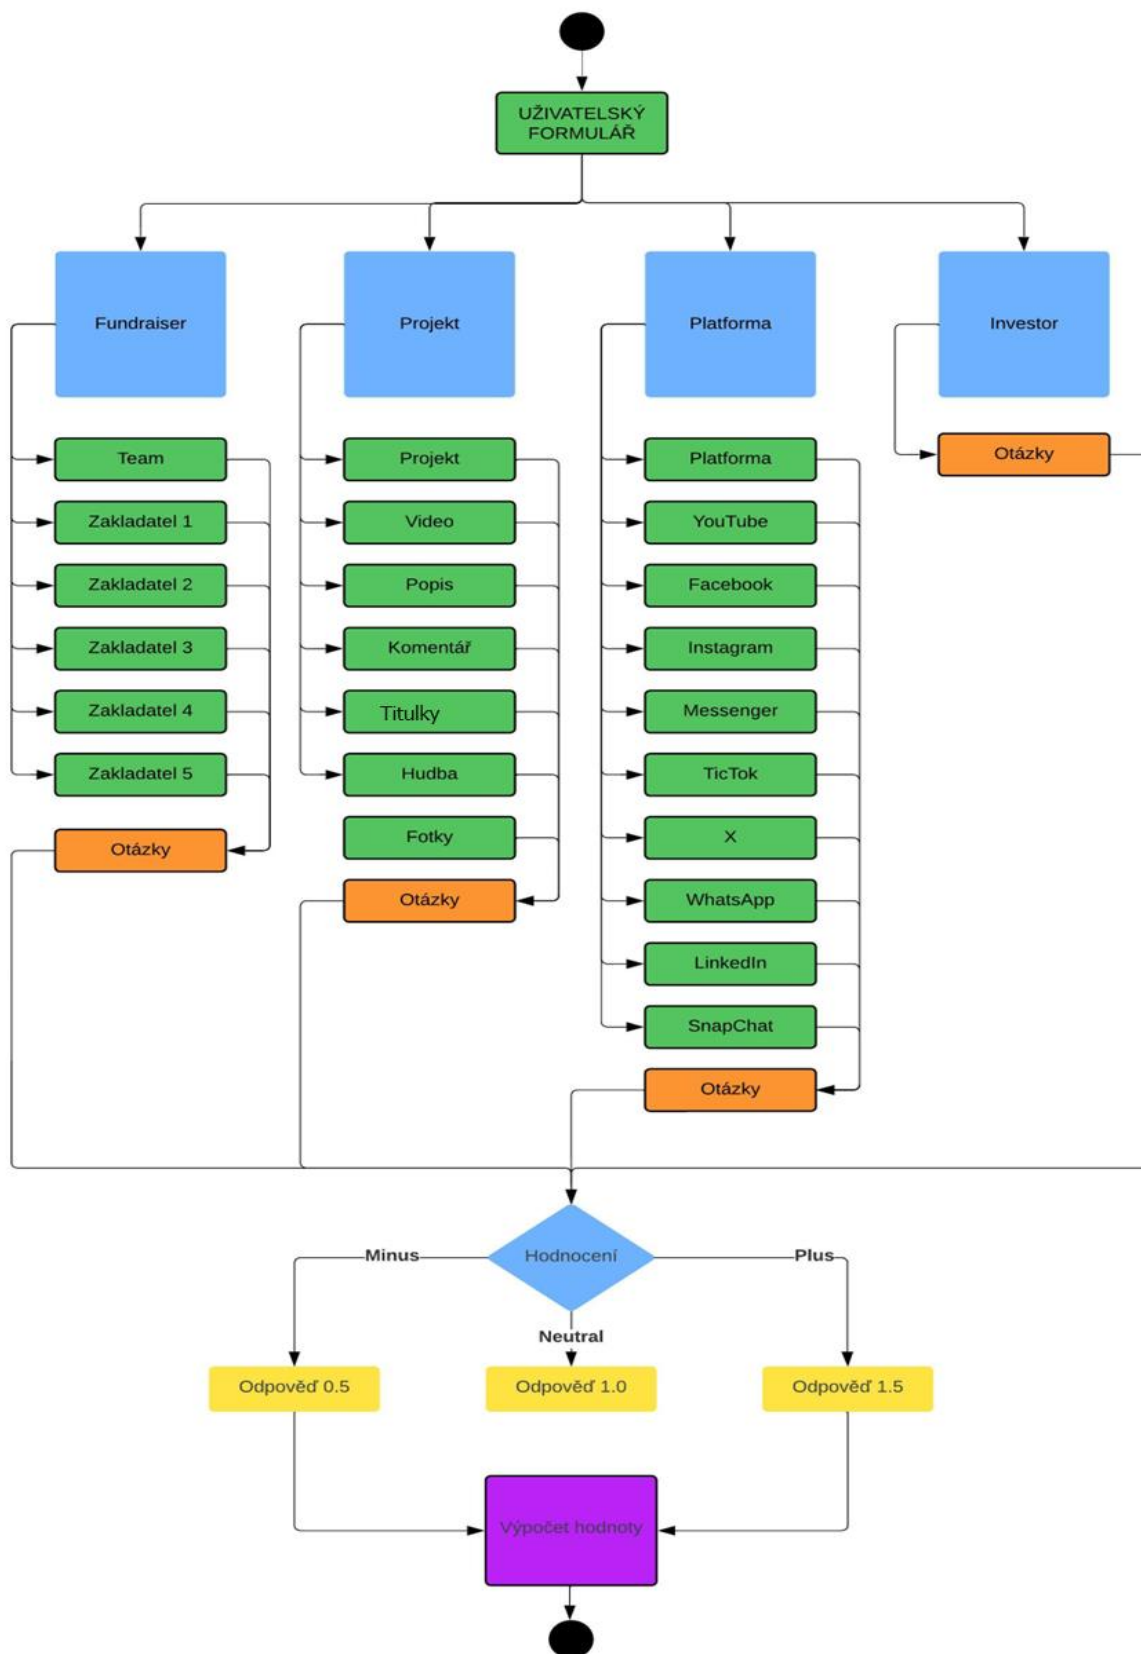 UŽIVATELSKÝ
FORMULÁŘ
Fundraiser
Projekt
Platforma
Investor
Team
Zakladatel 1
Zakladatel 2
Zakladatel 3
Zakladatel 4
Zakladatel 5
Otázky
Projekt
Video
Popis
Komentář
Titulky
Hudba
Fotky
Otázky
Platforma
YouTube
Facebook
Instagram
Messenger
TicTok
X
WhatsApp
LinkedIn
SnapChat
Otázky
Otázky
Hodnocení
Minus
Neutral
Plus
Odpověď 0.5
Odpověď 1.0
Odpověď 1.5
Výpočet hodnoty